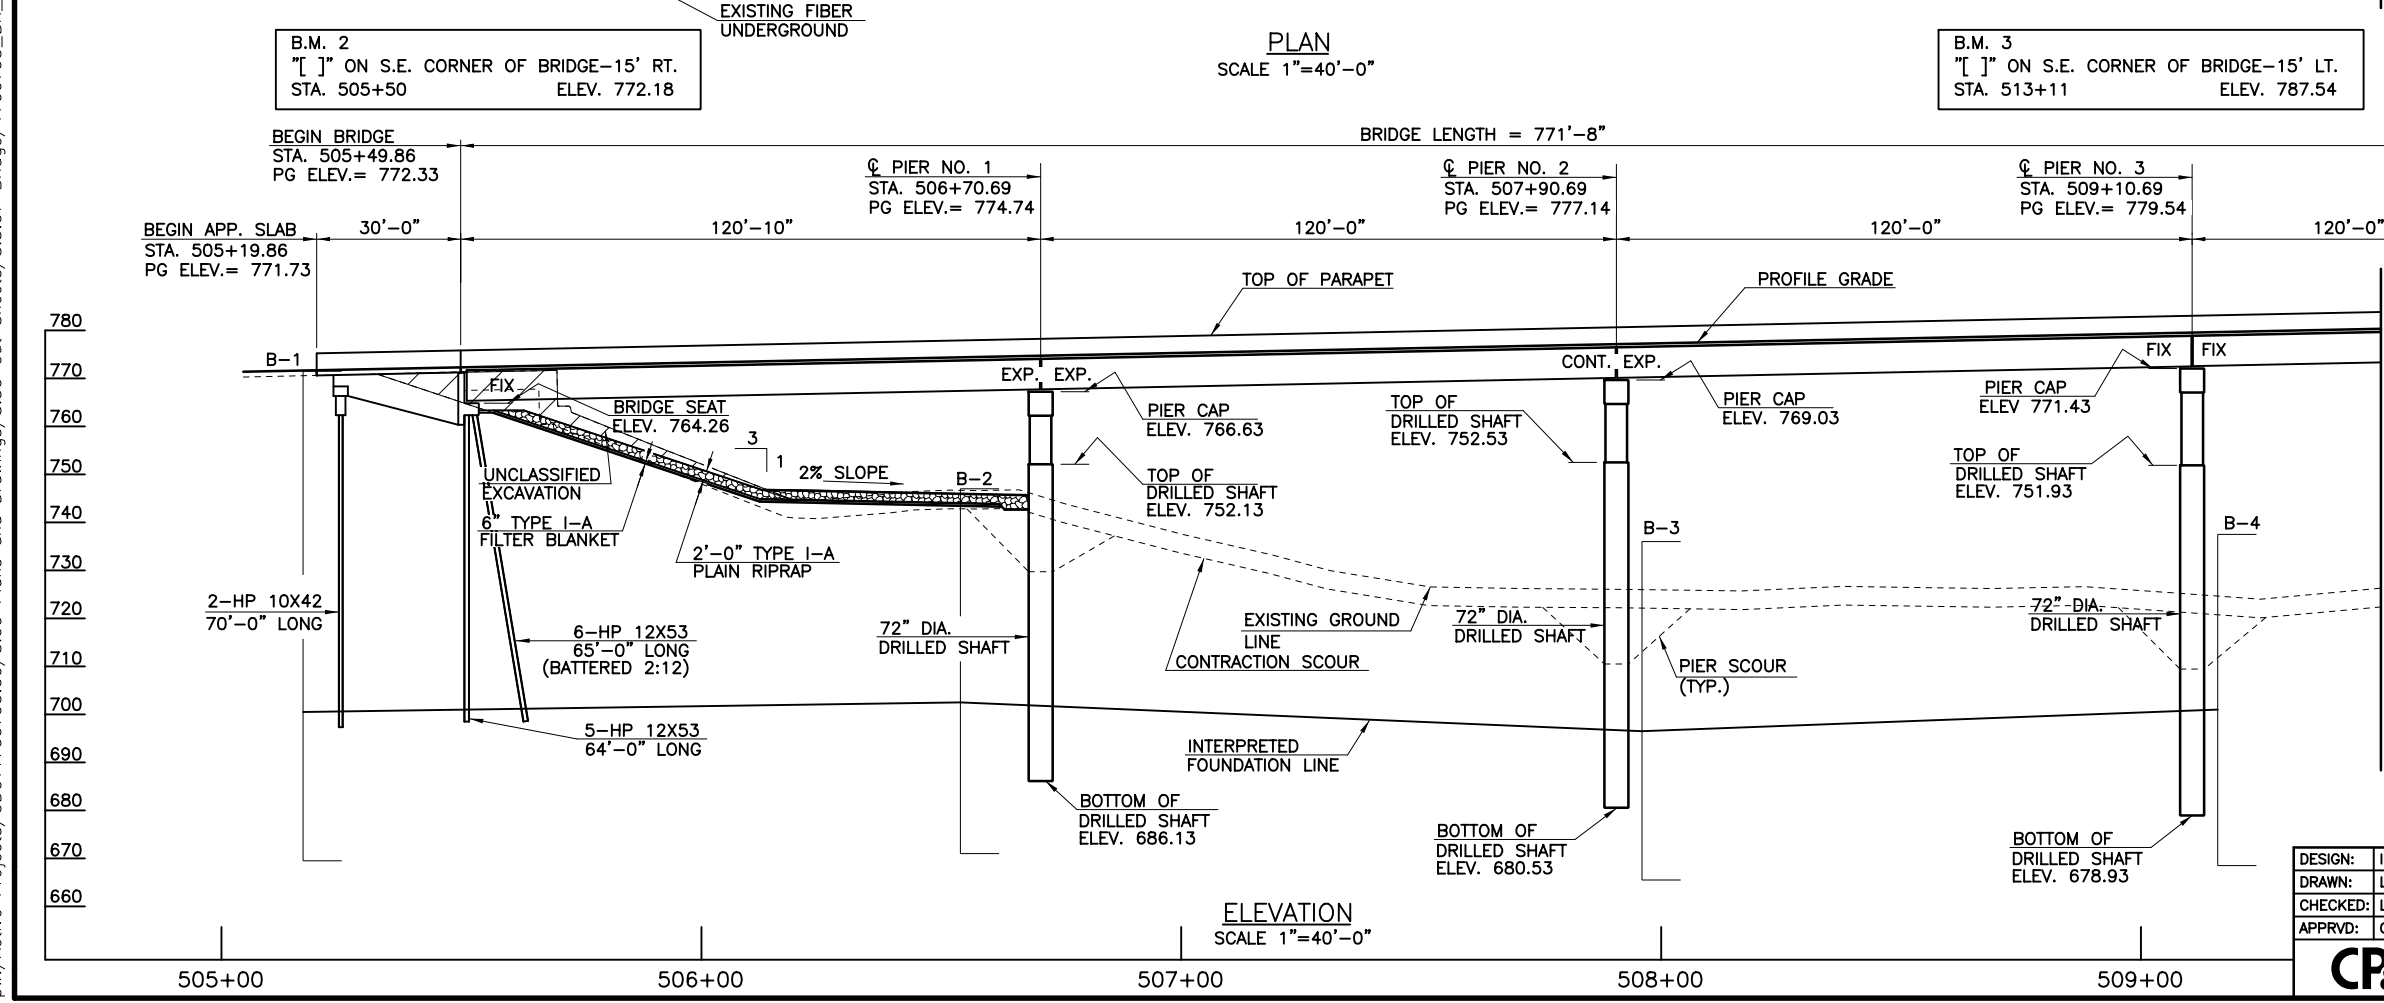 EXISTING FIBER
UNDERGROUND
B.M. 2
"[ ]" ON S.E. CORNER OF BRIDGE-15' RT.
STA. 505+50 ELEV. 772.18
PLAN
SCALE 1"=40'-0"
B.M. 3
"[ ]" ON S.E. CORNER OF BRIDGE-15' LT.
STA. 513+11 ELEV. 787.54
BEGIN BRIDGE
STA. 505+49.86
PG ELEV.= 772.33
BRIDGE LENGTH = 771'-8"
℄ PIER NO. 1
STA. 506+70.69
PG ELEV.= 774.74
℄ PIER NO. 2
STA. 507+90.69
PG ELEV.= 777.14
℄ PIER NO. 3
STA. 509+10.69
PG ELEV.= 779.54
BEGIN APP. SLAB
STA. 505+19.86
PG ELEV.= 771.73
30'-0"
120'-10"
120'-0"
120'-0"
120'-0"
TOP OF PARAPET
PROFILE GRADE
780
770
760
750
740
730
720
710
700
690
680
670
660
B-1
FIX
BRIDGE SEAT
ELEV. 764.26
3
1
UNCLASSIFIED
EXCAVATION
2% SLOPE
B-2
6" TYPE I-A
FILTER BLANKET
2'-0" TYPE I-A
PLAIN RIPRAP
EXP. EXP.
PIER CAP
ELEV. 766.63
TOP OF
DRILLED SHAFT
ELEV. 752.13
CONT. EXP.
TOP OF
DRILLED SHAFT
ELEV. 752.53
PIER CAP
ELEV. 769.03
FIX FIX
PIER CAP
ELEV 771.43
TOP OF
DRILLED SHAFT
ELEV. 751.93
B-3
B-4
2-HP 10X42
70'-0" LONG
6-HP 12X53
65'-0" LONG
(BATTERED 2:12)
5-HP 12X53
64'-0" LONG
72" DIA.
DRILLED SHAFT
EXISTING GROUND
LINE
CONTRACTION SCOUR
72" DIA.
DRILLED SHAFT
PIER SCOUR
(TYP.)
72" DIA.
DRILLED SHAFT
INTERPRETED
FOUNDATION LINE
BOTTOM OF
DRILLED SHAFT
ELEV. 686.13
BOTTOM OF
DRILLED SHAFT
ELEV. 680.53
BOTTOM OF
DRILLED SHAFT
ELEV. 678.93
ELEVATION
SCALE 1"=40'-0"
505+00
506+00
507+00
508+00
509+00
DESIGN:
DRAWN:
CHECKED:
APPRVD:
CP